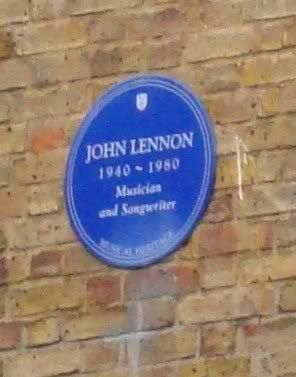 JOHN LENNON
1940 ~ 1980
Musician
and Songwriter
MUSICAL HERITAGE